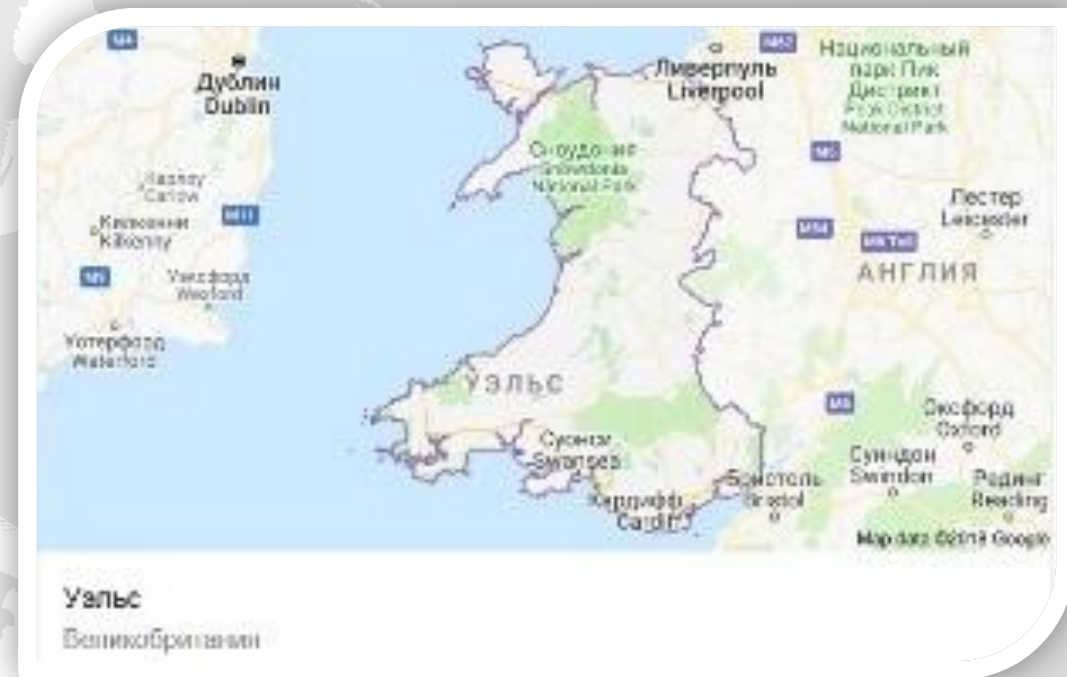 M4
Дублин
Dublin
Carlow
Килкенни
Kilkenny
M11
M9
Уэксфорд
Wexford
Уотерфорд
Waterford
Ливерпуль
Liverpool
M62
Национальный
парк Пик
Дистрикт
Peak District
National Park
Сноудония
Snowdonia
National Park
M6
M54
M6 Toll
Лестер
Leicester
АНГЛИЯ
УЭЛЬС
Суонси
Swansea
Кардифф
Cardiff
Бристоль
Bristol
M5
Оксфорд
Oxford
Суиндон
Swindon
Рединг
Reading
Map data ©2018 Google
Уэльс
Великобритания